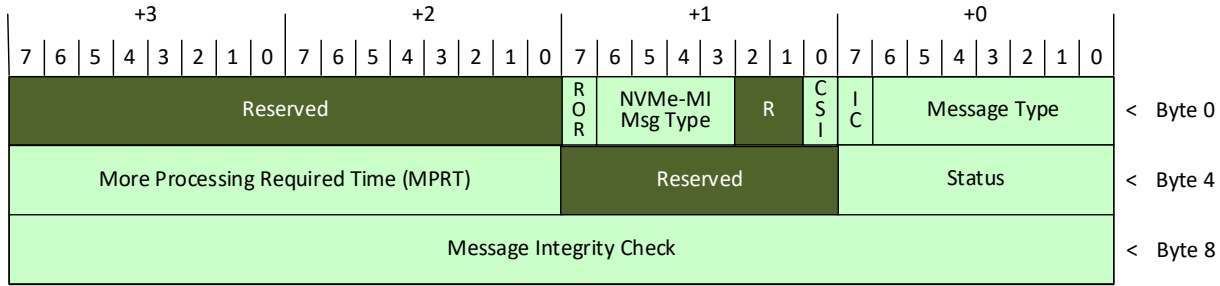 +3 +2 +1 +0
7 6 5 4 3 2 1 0 7 6 5 4 3 2 1 0 7 6 5 4 3 2 1 0 7 6 5 4 3 2 1 0
Reserved ROR NVMe-MI Msg Type R CSI IC Message Type < Byte 0
More Processing Required Time (MPRT) Reserved Status < Byte 4
Message Integrity Check < Byte 8